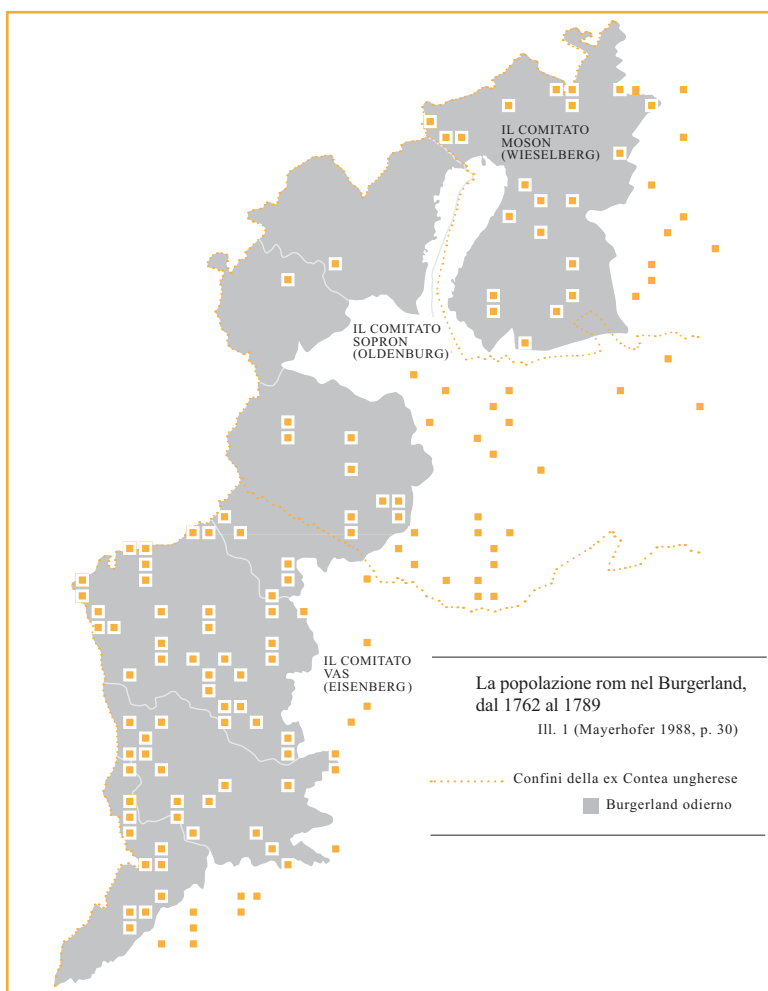 IL COMITATO
MOSON
(WIESELBERG)
IL COMITATO
SOPRON
(OLDENBURG)
IL COMITATO
VAS
(EISENBERG)
La popolazione rom nel Burgerland,
dal 1762 al 1789
Ill. 1 (Mayerhofer 1988, p. 30)
Confini della ex Contea ungherese
Burgerland odierno